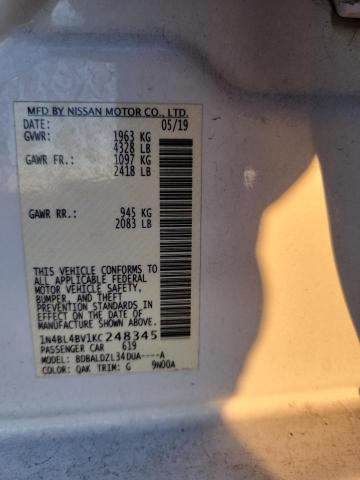 MFD BY NISSAN MOTOR CO., LTD.
DATE: 05/19
GVWR: 1963 KG
4328 LB
GAWR FR.: 1097 KG
2418 LB
GAWR RR.: 945 KG
2083 LB
THIS VEHICLE CONFORMS TO
ALL APPLICABLE FEDERAL
MOTOR VEHICLE SAFETY,
BUMPER, AND THEFT
PREVENTION STANDARDS
IN EFFECT ON THE DATE OF
MANUFACTURE SHOWN ABOVE.
1N4BL4BV1KC248345
PASSENGER CAR 619
MODEL: BDBALDZL34DUA----A
COLOR: QAK TRIM: G 9N00A